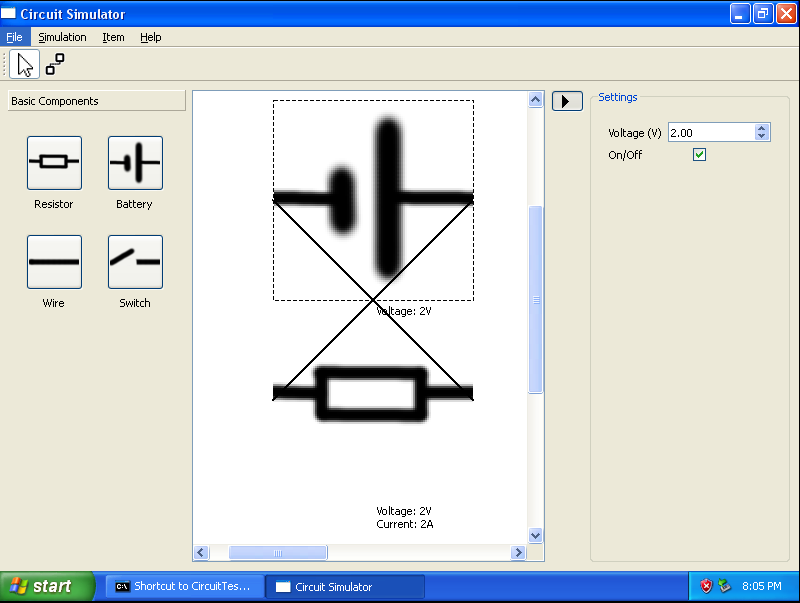 Circuit Simulator
File Simulation Item Help
Basic Components
Resistor Battery
Wire Switch
Voltage: 2V
Voltage: 2V
Current: 2A
Settings
Voltage (V) 2.00
On/Off
start
C:\ Shortcut to CircuitTes...
Circuit Simulator
8:05 PM